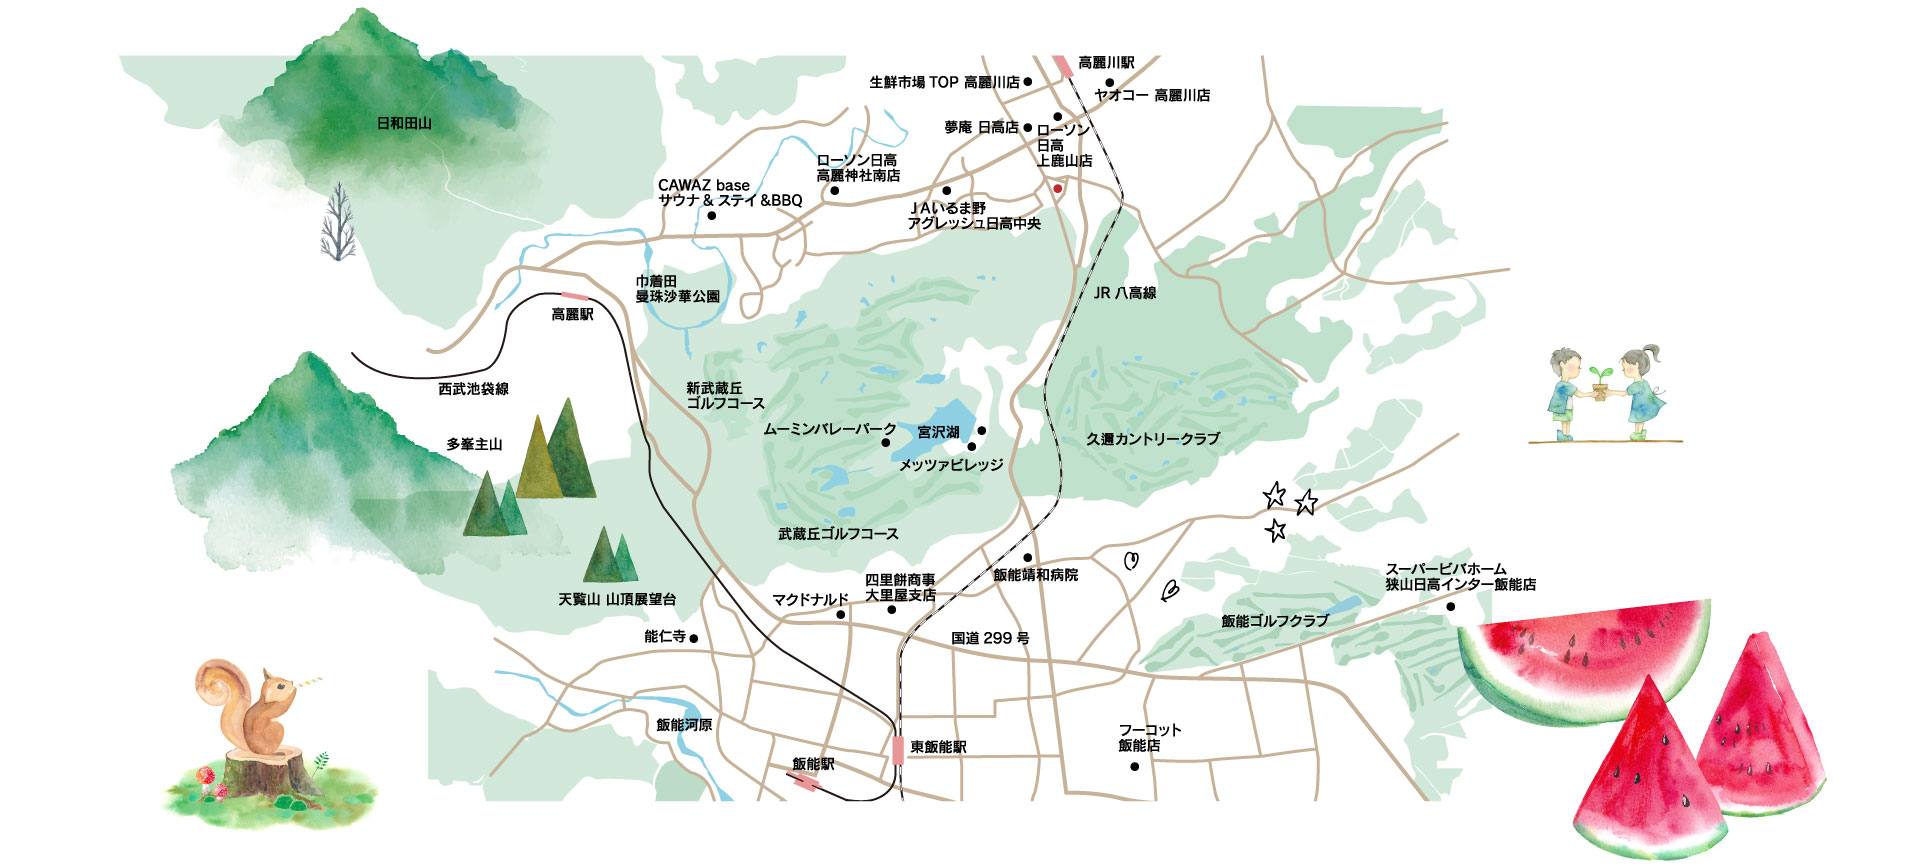 高麗川駅
生鮮市場 TOP 高麗川店
ヤオコー 高麗川店
日和田山
夢庵 日高店
ローソン
日高
上鹿山店
ローソン日高
高麗神社南店
CAWAZ base
サウナ & ステイ &BBQ
JAいるま野
アグレッシュ日高中央
巾着田
曼珠沙華公園
JR 八高線
高麗駅
西武池袋線
新武蔵丘
ゴルフコース
ムーミンバレーパーク
宮沢湖
久邇カントリークラブ
多峯主山
メッツァビレッジ
武蔵丘ゴルフコース
飯能靖和病院
スーパービバホーム
狭山日高インター飯能店
四里餅商事
大里屋支店
天覧山 山頂展望台
マクドナルド
飯能ゴルフクラブ
能仁寺
国道 299 号
飯能河原
フーコット
飯能店
東飯能駅
飯能駅